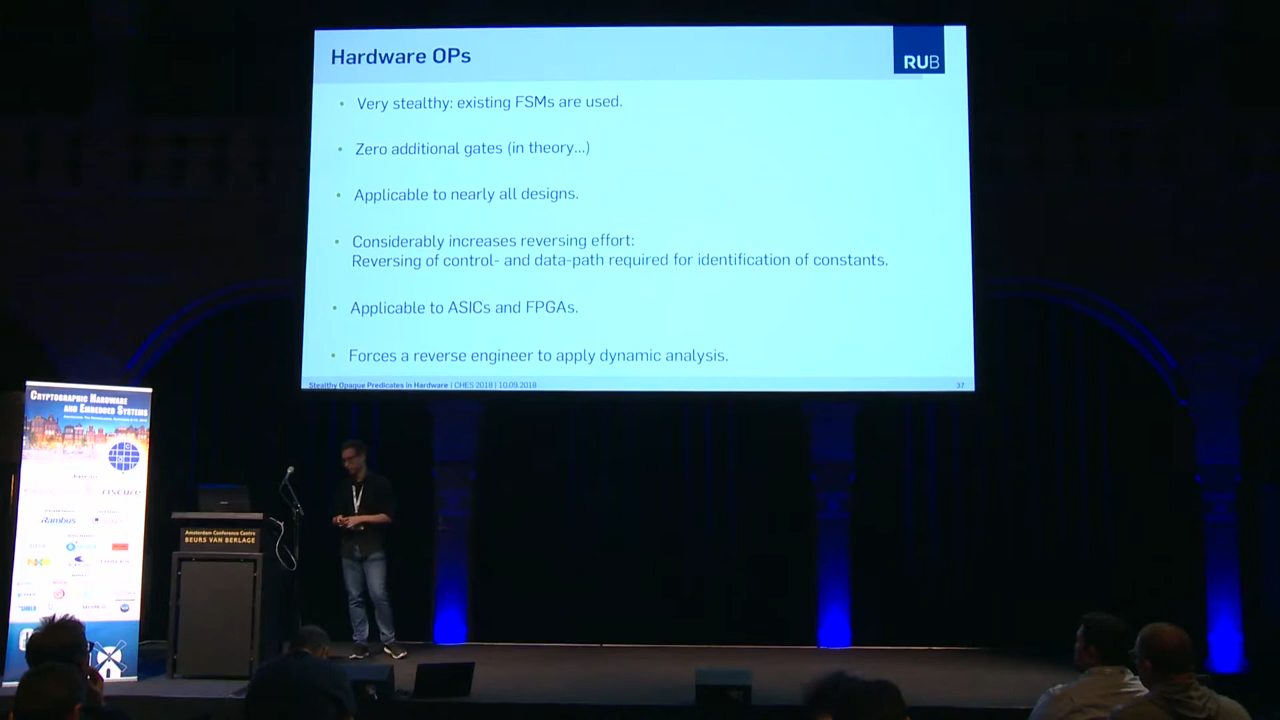 Hardware OPs
RUB
• Very stealthy: existing FSMs are used.
• Zero additional gates (in theory...)
• Applicable to nearly all designs.
• Considerably increases reversing effort:
Reversing of control- and data-path required for identification of constants.
• Applicable to ASICs and FPGAs.
• Forces a reverse engineer to apply dynamic analysis.
Stealthy Opaque Predicates in Hardware | CHES 2018 | 10.09.2018
37
Cryptographic Hardware
and Embedded Systems
riscure
Rambus
Amsterdam Conference Centre
BEURS VAN BERLAGE